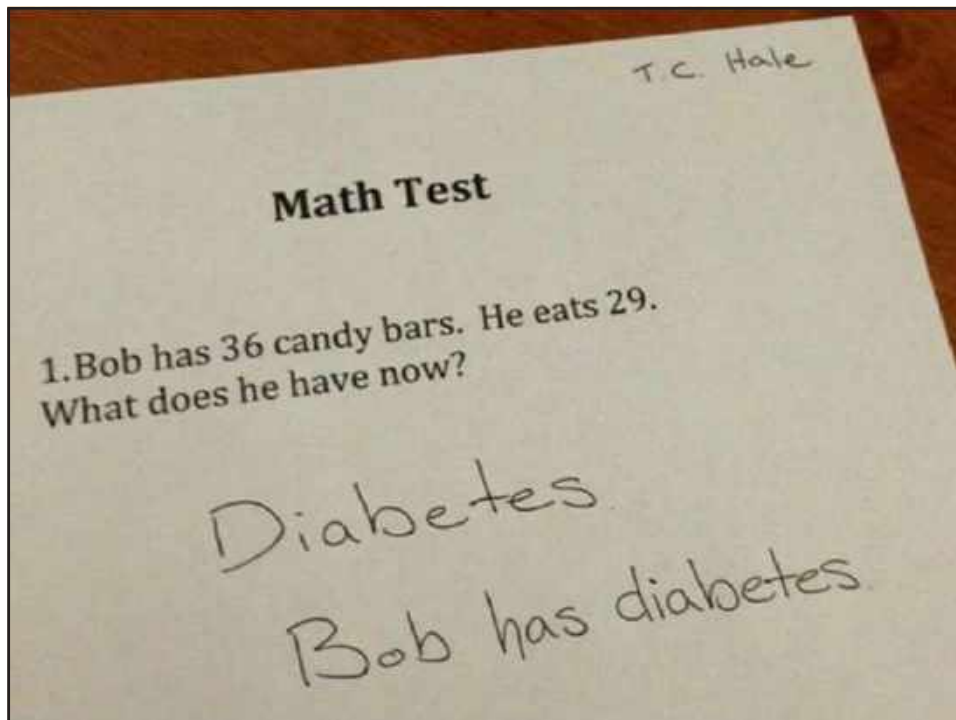 T.C. Hale
Math Test
1.Bob has 36 candy bars. He eats 29.
What does he have now?
Diabetes.
Bob has diabetes.